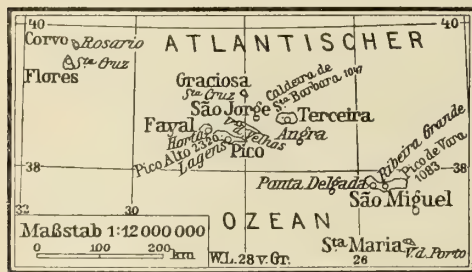 40 40
Corvo Rosario ATLANTISCHER
Flores Sta Cruz
Graciosa
Sta Cruz
Caldeira de
Sta Barbara 1047
São Jorge Terceira
Fayal Horta Velhas Angra
Pico Alto 2320
Lagens Pico
Ribeira Grande
Pico de Vara
1083
38 38
Ponta Delgada
São Miguel
32 30
OZEAN
Maßstab 1:12 000 000
0 100 200
km
W.L. 28 v. Gr. 26
Sta Maria V.d. Porto